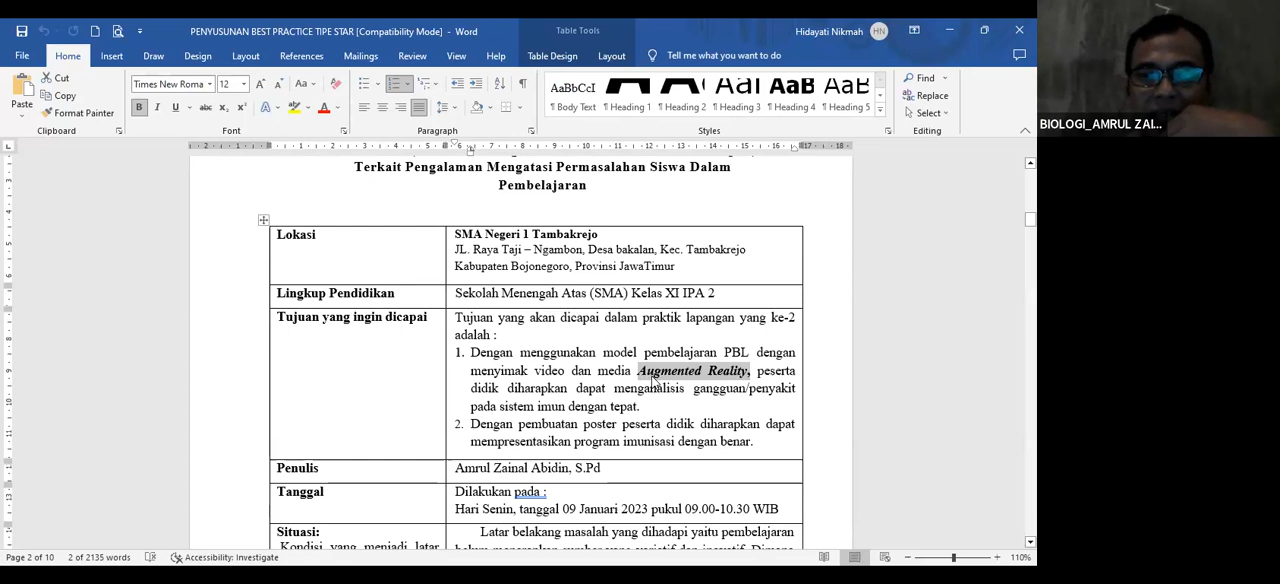 PENYUSUNAN BEST PRACTICE TIPE STAR [Compatibility Mode] - Word
Table Tools
Hidayati Nikmah HN
File Home Insert Draw Design Layout References Mailings Review View Help Table Design Layout Tell me what you want to do
Paste
Cut
Copy
Format Painter
Clipboard
Times New Roma 12
Font
Paragraph
AaBbCcI AaI AaB AaBb
¶ Body Text ¶ Heading 1 ¶ Heading 2 ¶ Heading 3 ¶ Heading 4 ¶ Heading 5
Styles
Find
Replace
Select
Editing
BIOLOGI_AMRUL ZAI...
Terkait Pengalaman Mengatasi Permasalahan Siswa Dalam
Pembelajaran
Lokasi
SMA Negeri 1 Tambakrejo
JL. Raya Taji – Ngambon, Desa bakalan, Kec. Tambakrejo
Kabupaten Bojonegoro, Provinsi JawaTimur
Lingkup Pendidikan
Sekolah Menengah Atas (SMA) Kelas XI IPA 2
Tujuan yang ingin dicapai
Tujuan yang akan dicapai dalam praktik lapangan yang ke-2
adalah :
1. Dengan menggunakan model pembelajaran PBL dengan
menyimak video dan media Augmented Reality, peserta
didik diharapkan dapat menganalisis gangguan/penyakit
pada sistem imun dengan tepat.
2. Dengan pembuatan poster peserta didik diharapkan dapat
mempresentasikan program imunisasi dengan benar.
Penulis
Amrul Zainal Abidin, S.Pd
Tanggal
Dilakukan pada :
Hari Senin, tanggal 09 Januari 2023 pukul 09.00-10.30 WIB
Situasi:
Latar belakang masalah yang dihadapi yaitu pembelajaran
Kondisi yang menjadi latar
Page 2 of 10 2 of 2135 words Accessibility: Investigate 110%